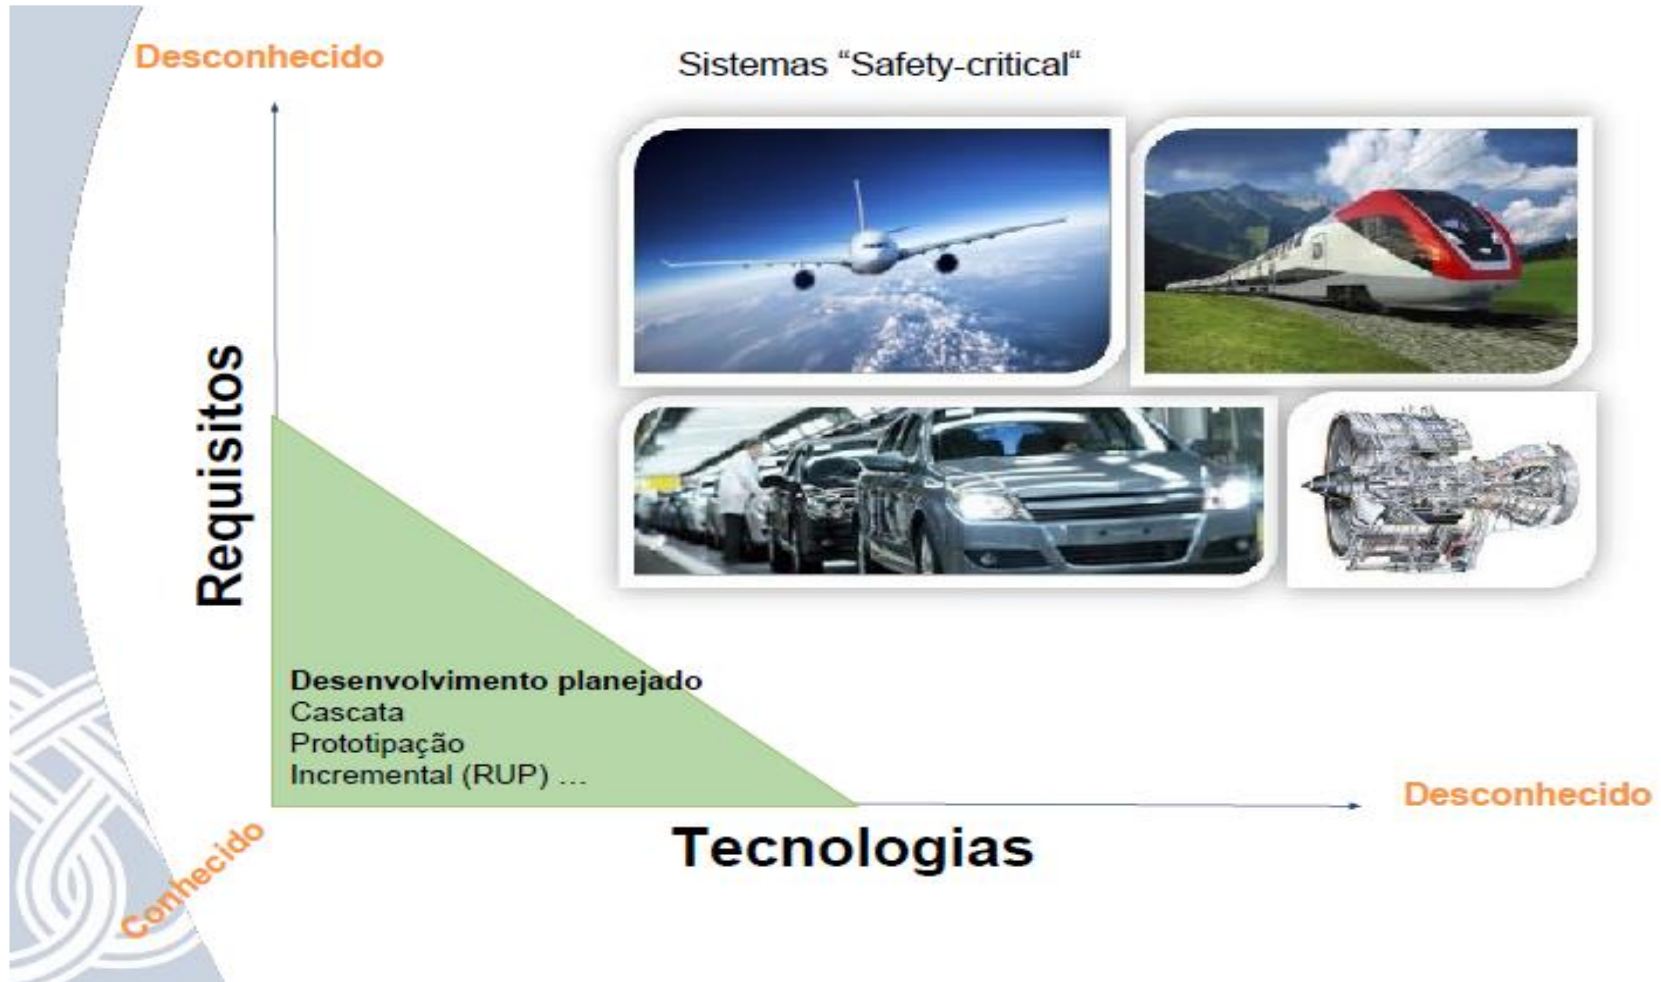 Desconhecido
Sistemas “Safety-critical“
Requisitos
Desenvolvimento planejado
Cascata
Prototipação
Incremental (RUP) ...
Desconhecido
Tecnologias
Conhecido